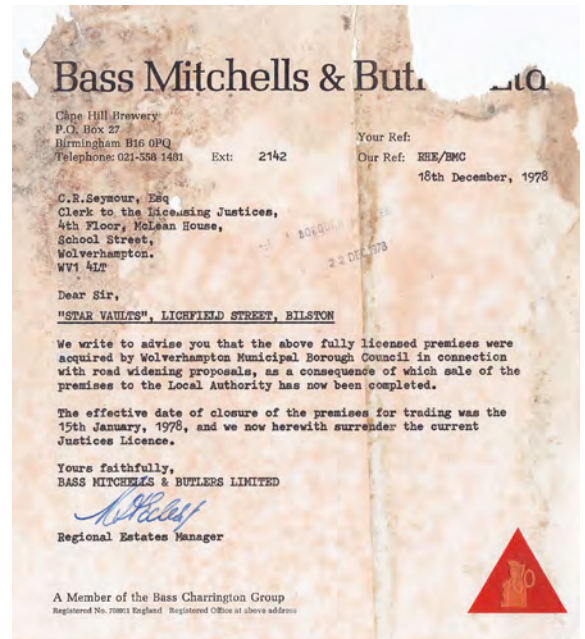 Bass Mitchells & But
Cape Hill Brewery
P.O. Box 27
Birmingham B16 0PQ
Telephone: 021-558 1481 Ext: 2142
Your Ref:
Our Ref: RHE/BMC
18th December, 1978
C.R.Seymour, Esq
Clerk to the Licensing Justices,
4th Floor, McLean House,
School Street,
Wolverhampton.
WV1 4LT
BOROUGH
22 DEC 1978
Dear Sir,
"STAR VAULTS", LICHFIELD STREET, BILSTON
We write to advise you that the above fully licensed premises were
acquired by Wolverhampton Municipal Borough Council in connection
with road widening proposals, as a consequence of which sale of the
premises to the Local Authority has now been completed.
The effective date of closure of the premises for trading was the
15th January, 1978, and we now herewith surrender the current
Justices Licence.
Yours faithfully,
BASS MITCHELLS & BUTLERS LIMITED
Regional Estates Manager
A Member of the Bass Charrington Group
Registered No. 708911 England Registered Office at above address